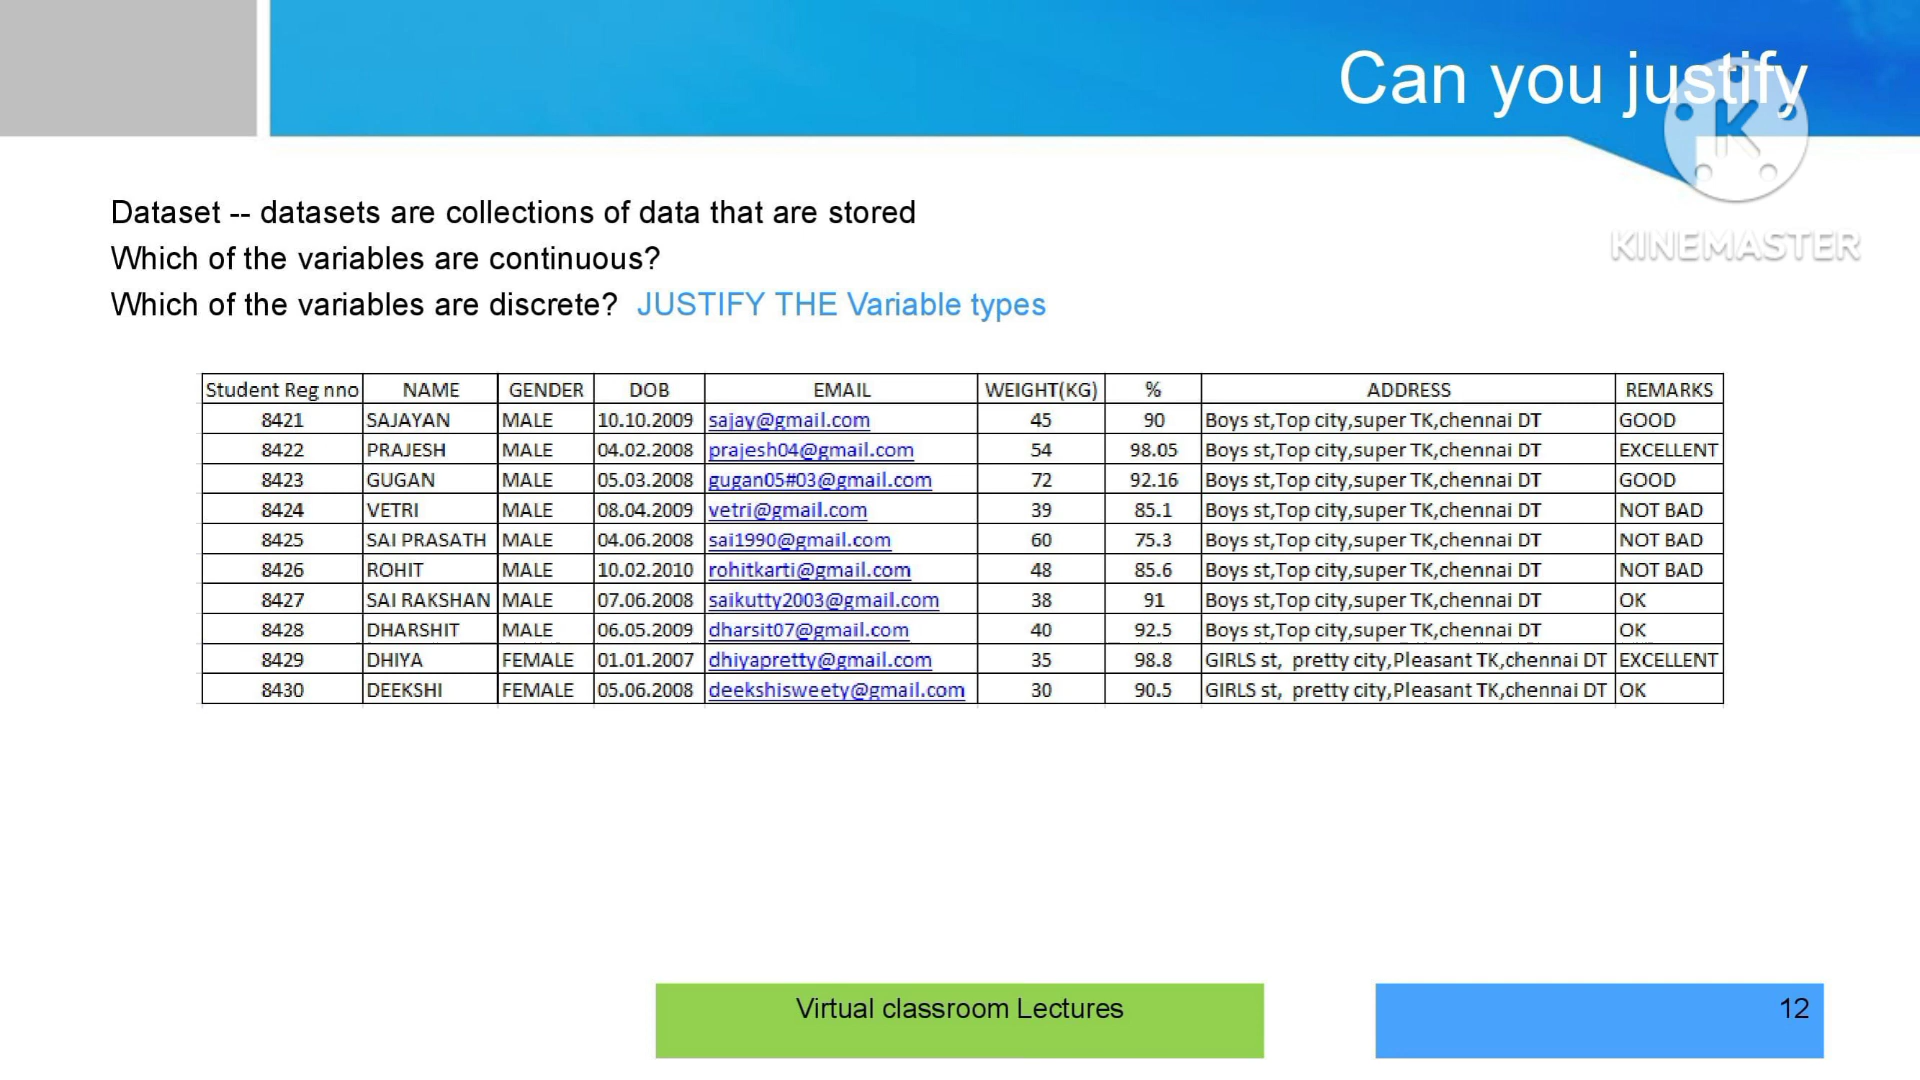 Can you justify
KINEMASTER
Dataset -- datasets are collections of data that are stored
Which of the variables are continuous?
Which of the variables are discrete? JUSTIFY THE Variable types
Student Reg nno NAME GENDER DOB EMAIL WEIGHT(KG) % ADDRESS REMARKS
8421 SAJAYAN MALE 10.10.2009 sajay@gmail.com 45 90 Boys st,Top city,super TK,chennai DT GOOD
8422 PRAJESH MALE 04.02.2008 prajesh04@gmail.com 54 98.05 Boys st,Top city,super TK,chennai DT EXCELLENT
8423 GUGAN MALE 05.03.2008 gugan05#03@gmail.com 72 92.16 Boys st,Top city,super TK,chennai DT GOOD
8424 VETRI MALE 08.04.2009 vetri@gmail.com 39 85.1 Boys st,Top city,super TK,chennai DT NOT BAD
8425 SAI PRASATH MALE 04.06.2008 sai1990@gmail.com 60 75.3 Boys st,Top city,super TK,chennai DT NOT BAD
8426 ROHIT MALE 10.02.2010 rohitkarti@gmail.com 48 85.6 Boys st,Top city,super TK,chennai DT NOT BAD
8427 SAI RAKSHAN MALE 07.06.2008 saikutty2003@gmail.com 38 91 Boys st,Top city,super TK,chennai DT OK
8428 DHARSHIT MALE 06.05.2009 dharsit07@gmail.com 40 92.5 Boys st,Top city,super TK,chennai DT OK
8429 DHIYA FEMALE 01.01.2007 dhiyapretty@gmail.com 35 98.8 GIRLS st, pretty city,Pleasant TK,chennai DT EXCELLENT
8430 DEEKSHI FEMALE 05.06.2008 deekshisweety@gmail.com 30 90.5 GIRLS st, pretty city,Pleasant TK,chennai DT OK
Virtual classroom Lectures
12